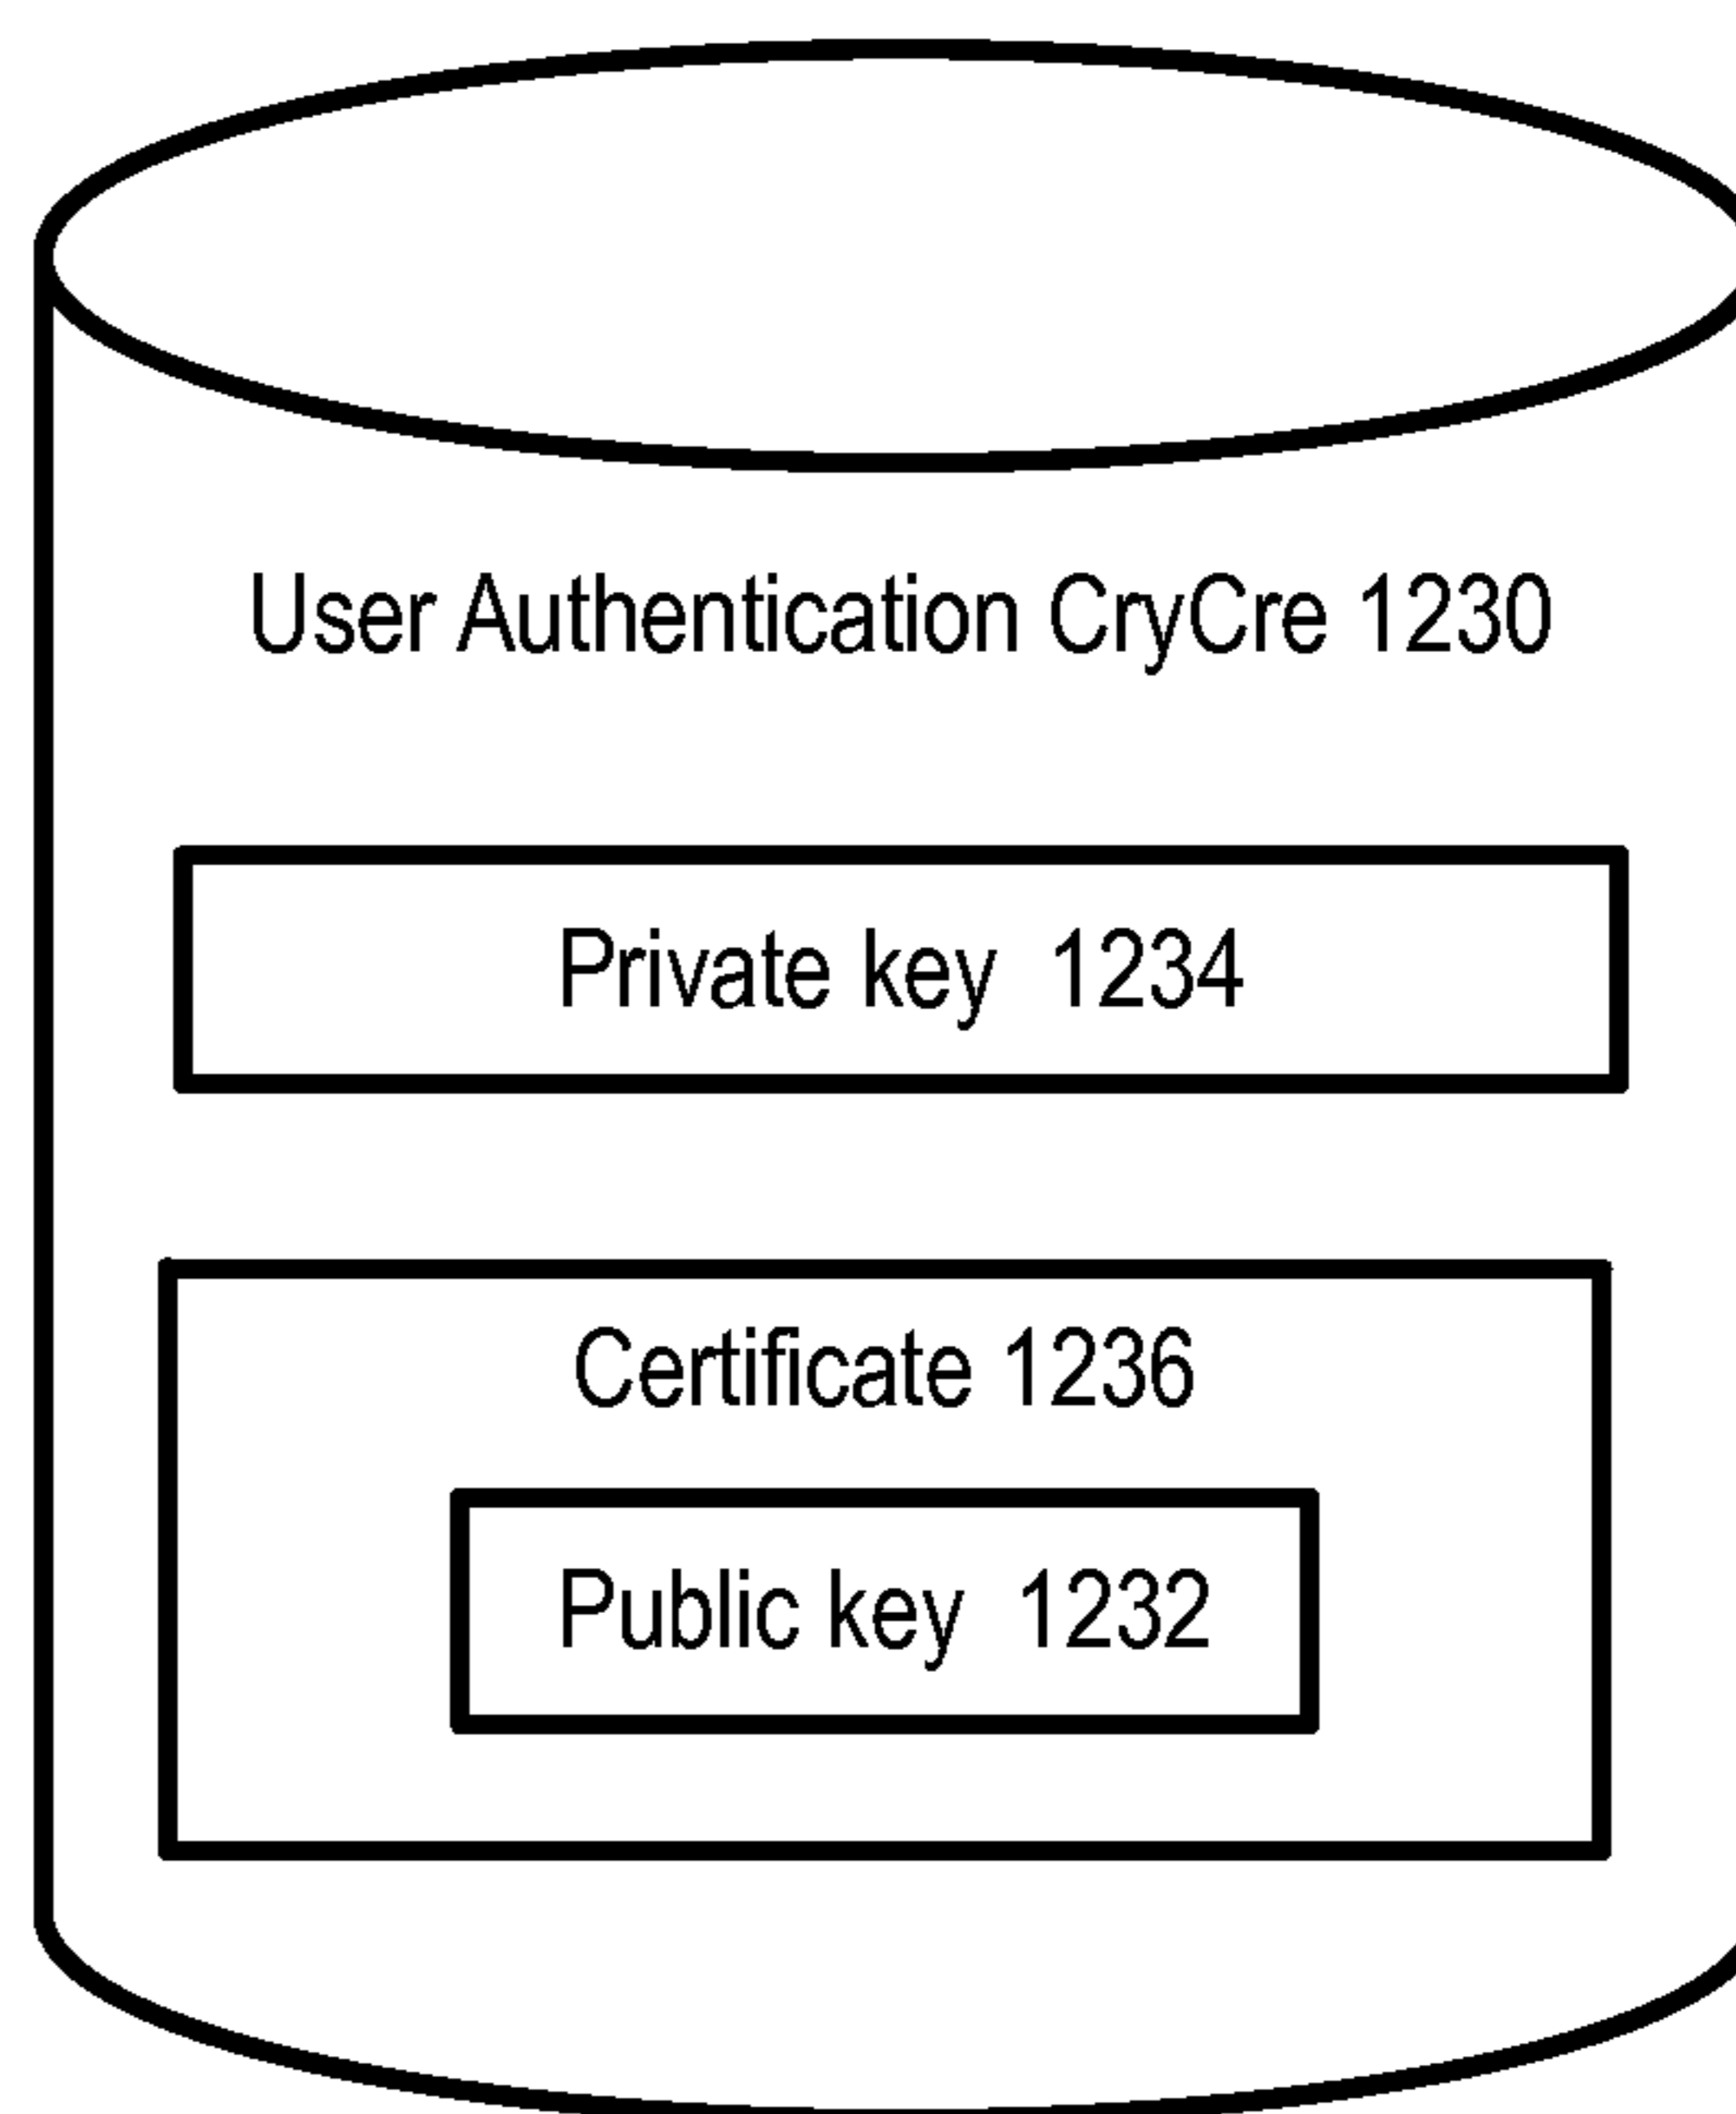 User Authentication CryCre 1230
Private key 1234
Certificate 1236
Public key 1232